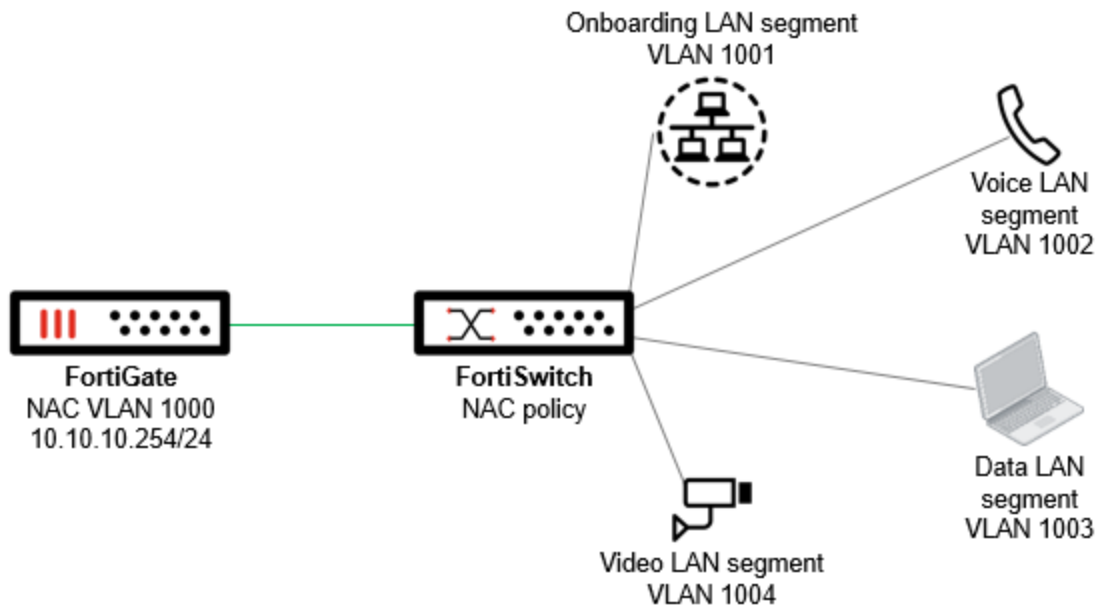 Onboarding LAN segment
VLAN 1001
Voice LAN
segment
VLAN 1002
FortiGate
NAC VLAN 1000
10.10.10.254/24
FortiSwitch
NAC policy
Data LAN
segment
VLAN 1003
Video LAN segment
VLAN 1004